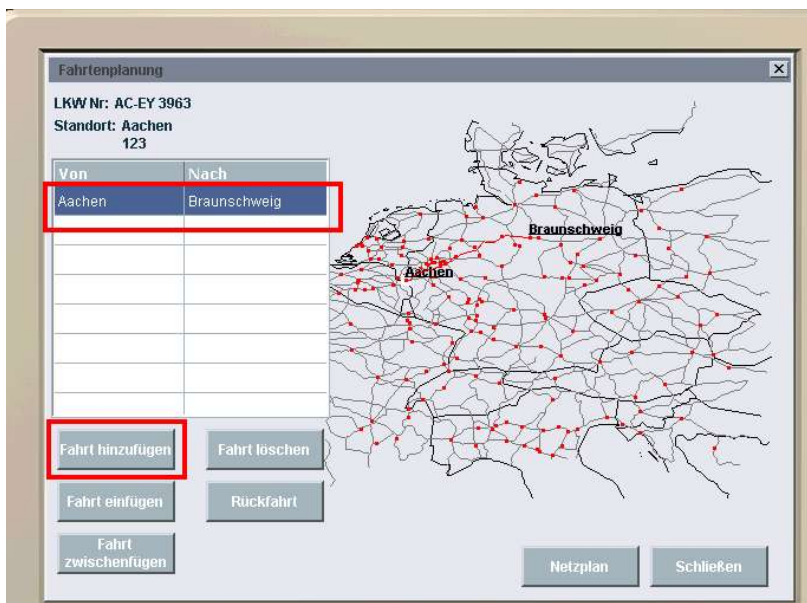 Fahrtenplanung
LKW Nr: AC-EY 3963
Standort: Aachen
123
Von Nach
Aachen Braunschweig
Braunschweig
Aachen
Fahrt hinzufügen Fahrt löschen
Fahrt einfügen Rückfahrt
Fahrt
zwischenfügen
Netzplan Schließen